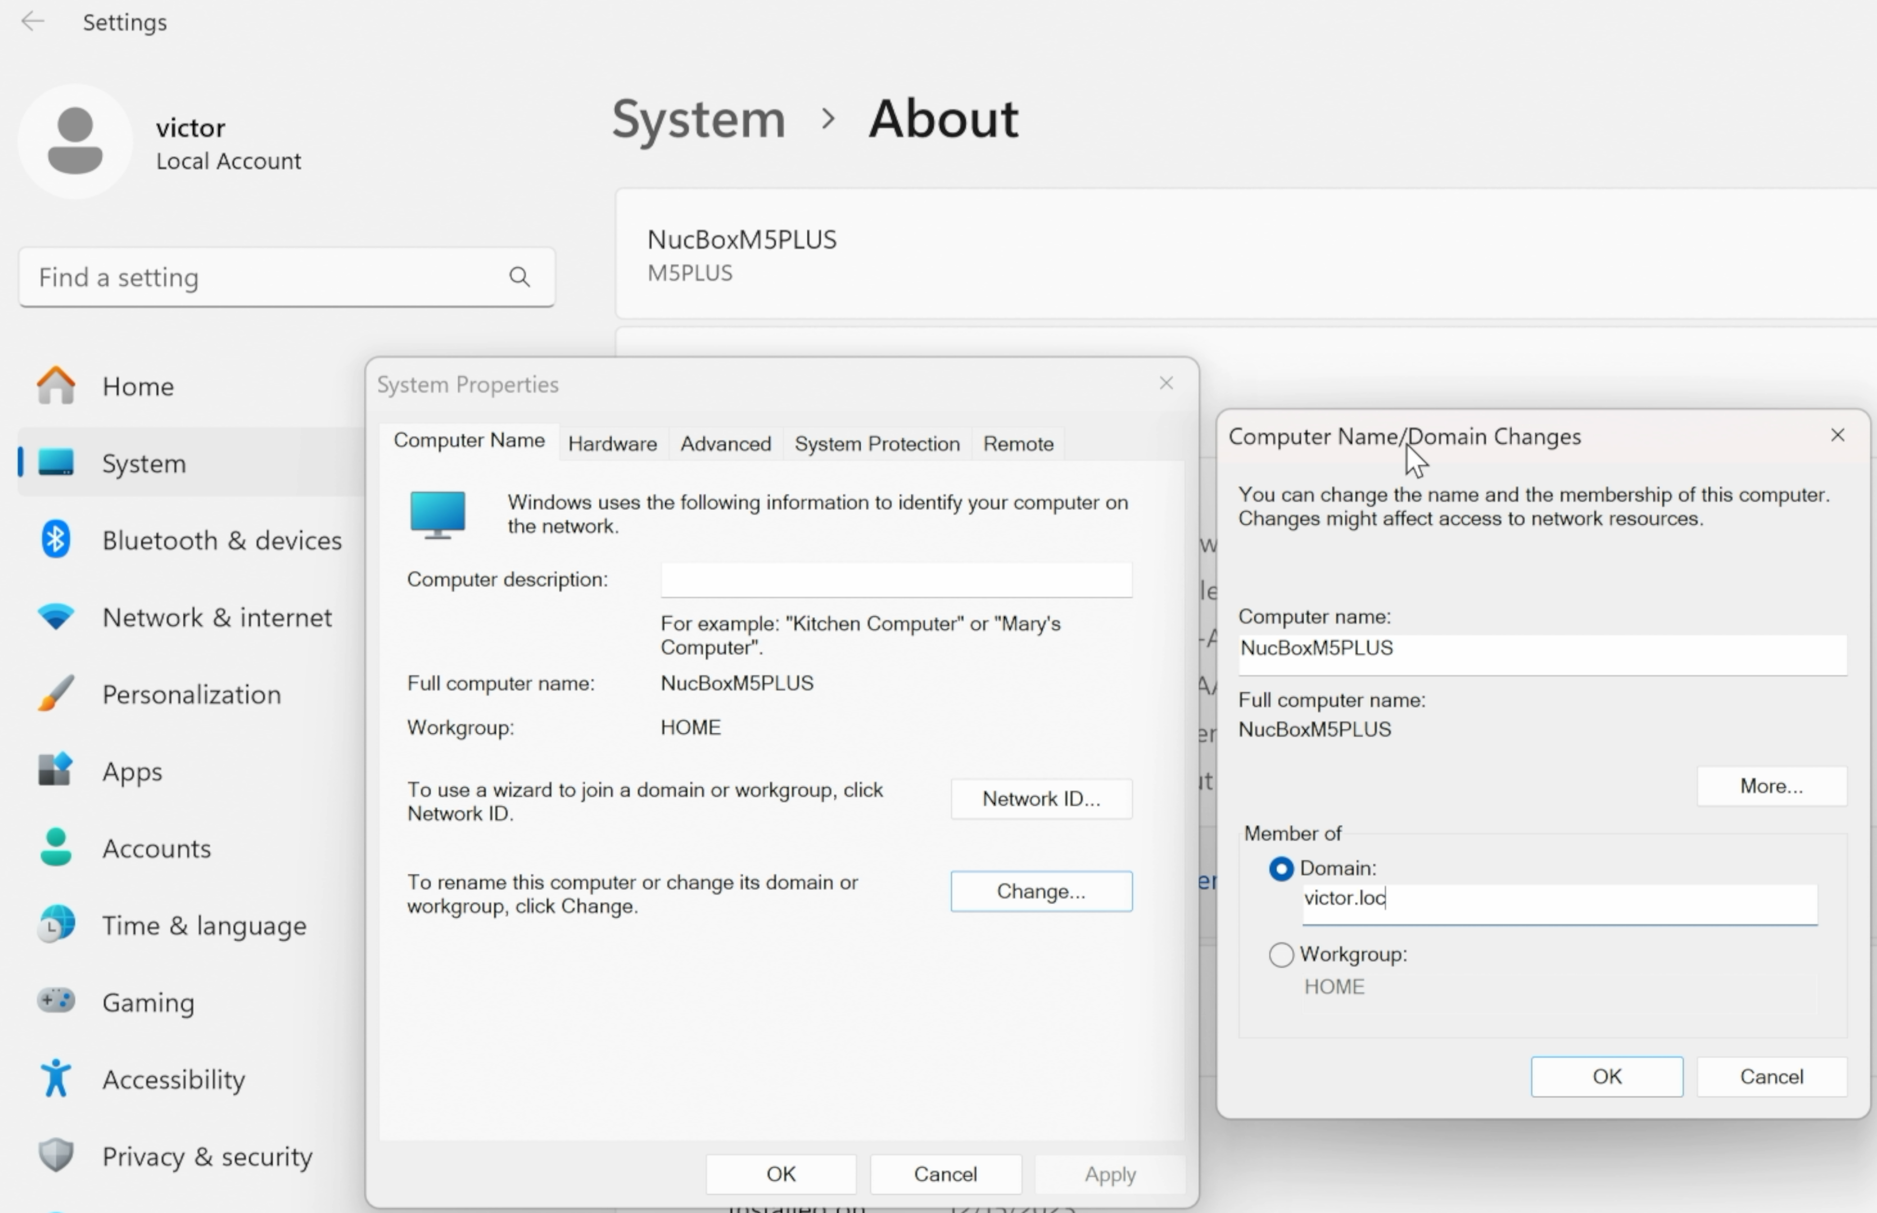 Settings
victor
Local Account
Find a setting
Home
System
Bluetooth & devices
Network & internet
Personalization
Apps
Accounts
Time & language
Gaming
Accessibility
Privacy & security
System > About
NucBoxM5PLUS
M5PLUS
System Properties
Computer Name Hardware Advanced System Protection Remote
Windows uses the following information to identify your computer on
the network.
Computer description:
For example: "Kitchen Computer" or "Mary's
Computer".
Full computer name: NucBoxM5PLUS
Workgroup: HOME
To use a wizard to join a domain or workgroup, click
Network ID.
Network ID...
To rename this computer or change its domain or
workgroup, click Change.
Change...
OK Cancel Apply
Computer Name/Domain Changes
You can change the name and the membership of this computer.
Changes might affect access to network resources.
Computer name:
NucBoxM5PLUS
Full computer name:
NucBoxM5PLUS
More...
Member of
Domain:
victor.loc
Workgroup:
HOME
OK Cancel